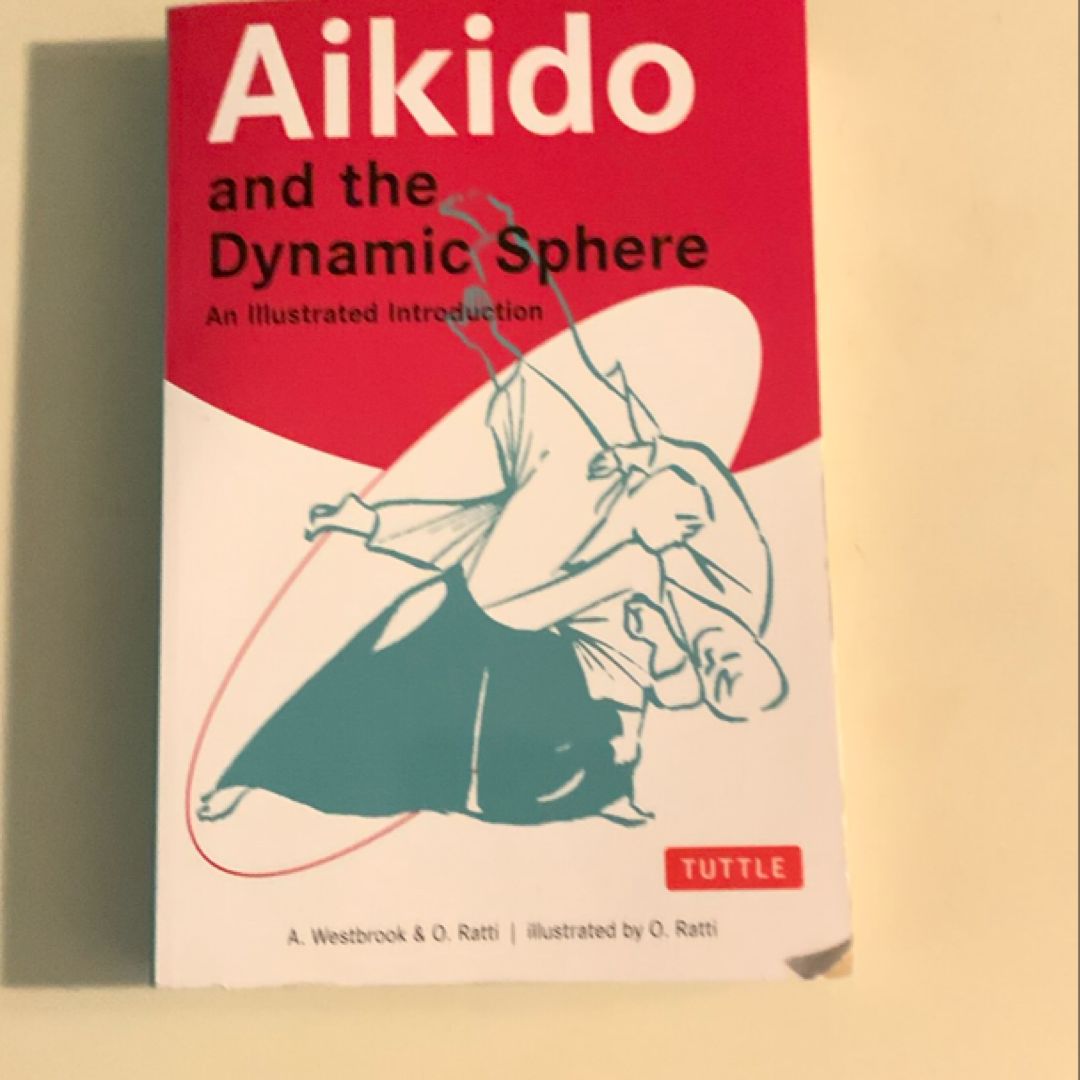 Aikido
and the
Dynamic Sphere
An Illustrated Introduction
TUTTLE
A. Westbrook & O. Ratti | illustrated by O. Ratti